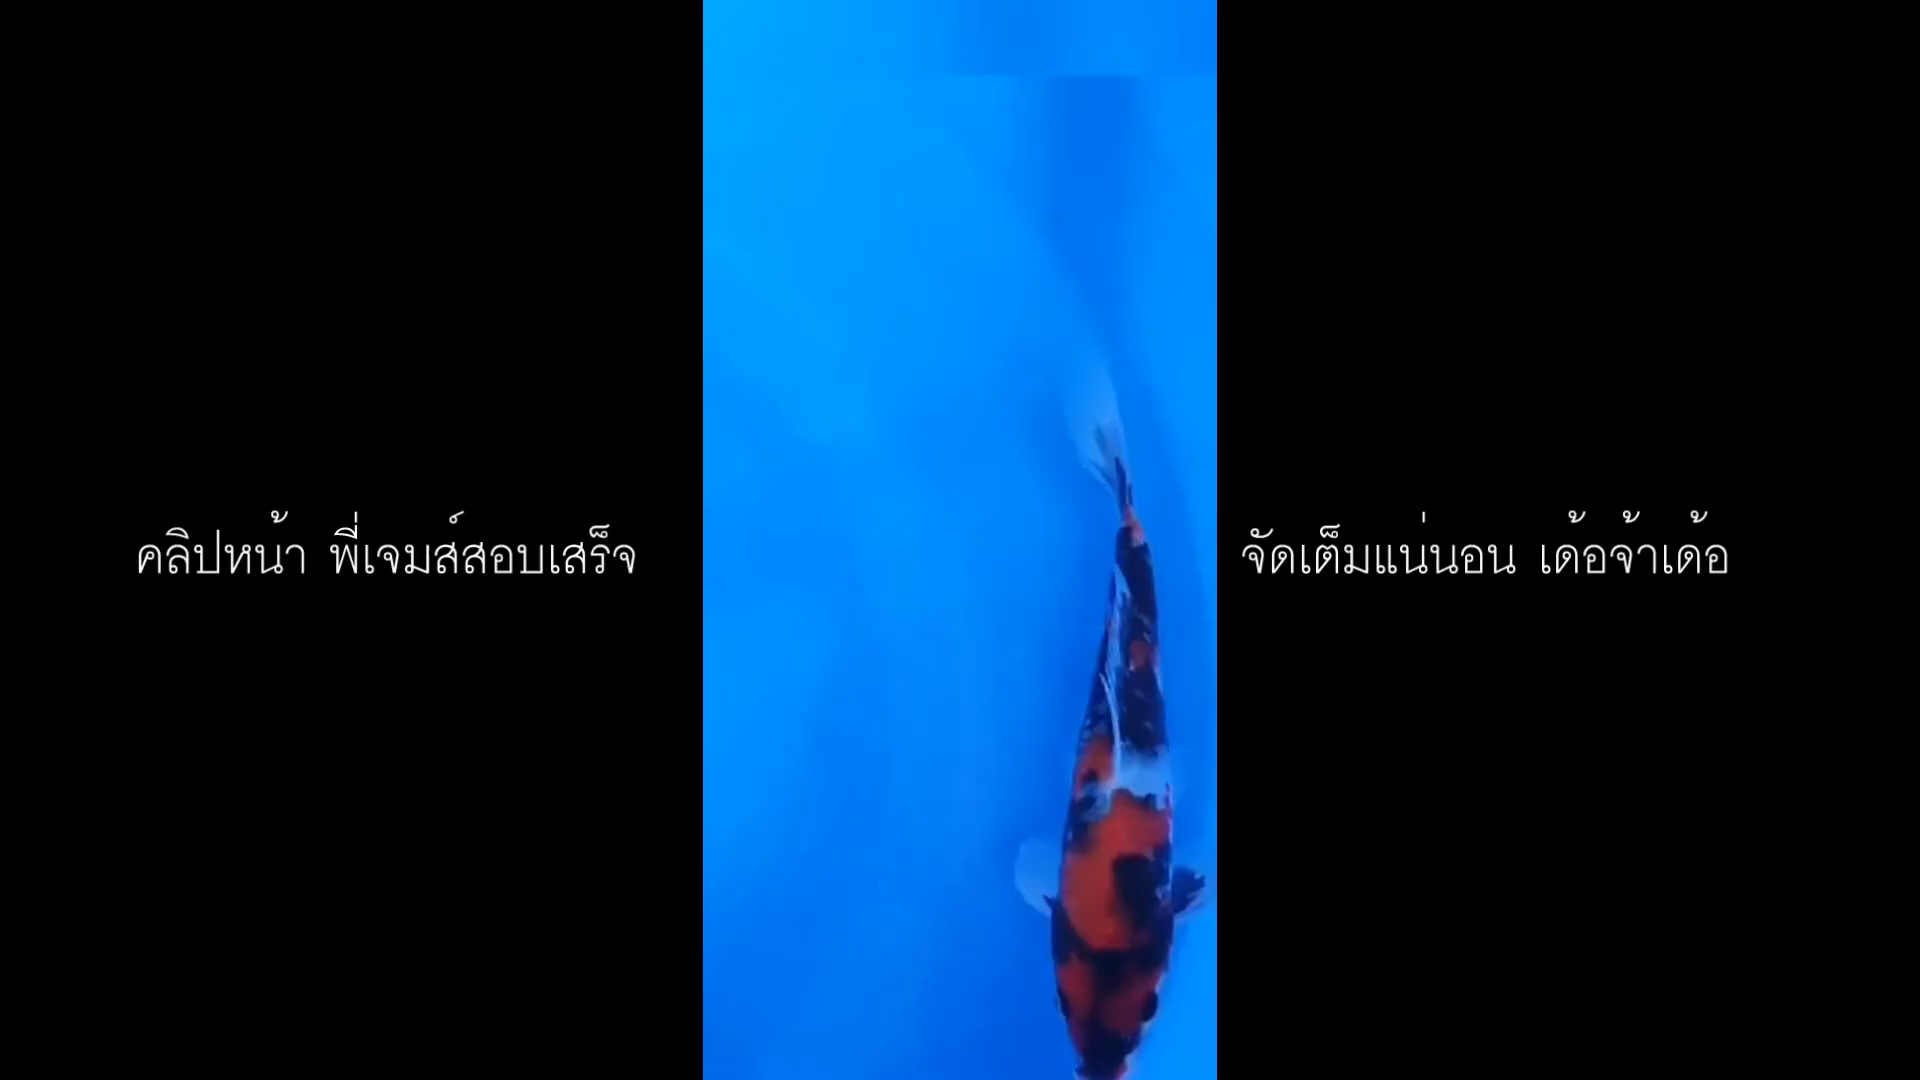 คลิปหน้า พี่เจมส์สอบเสร็จ
จัดเต็มแน่นอน เด้อจ้าเด้อ